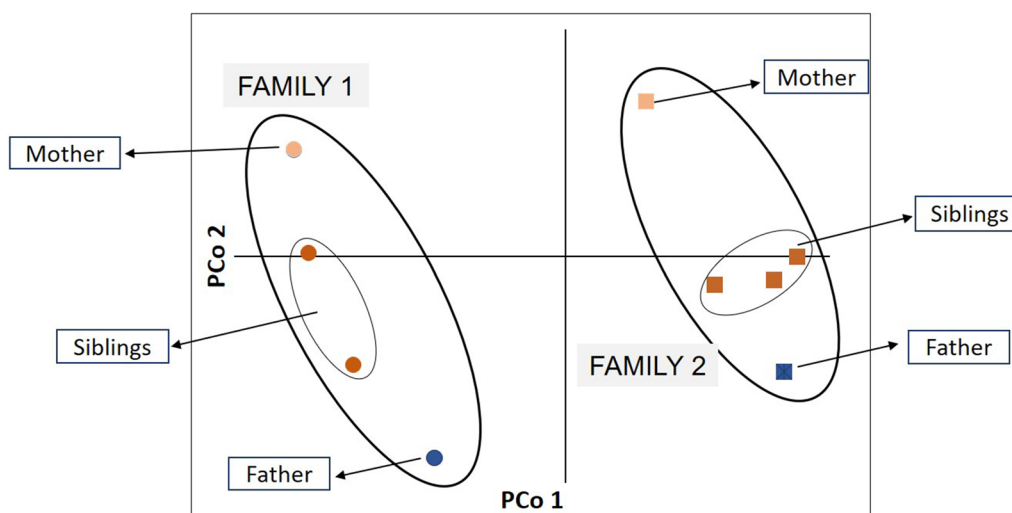 Mother
FAMILY 1
Mother
Siblings
PCo 2
Siblings
FAMILY 2
Father
Father
PCo 1